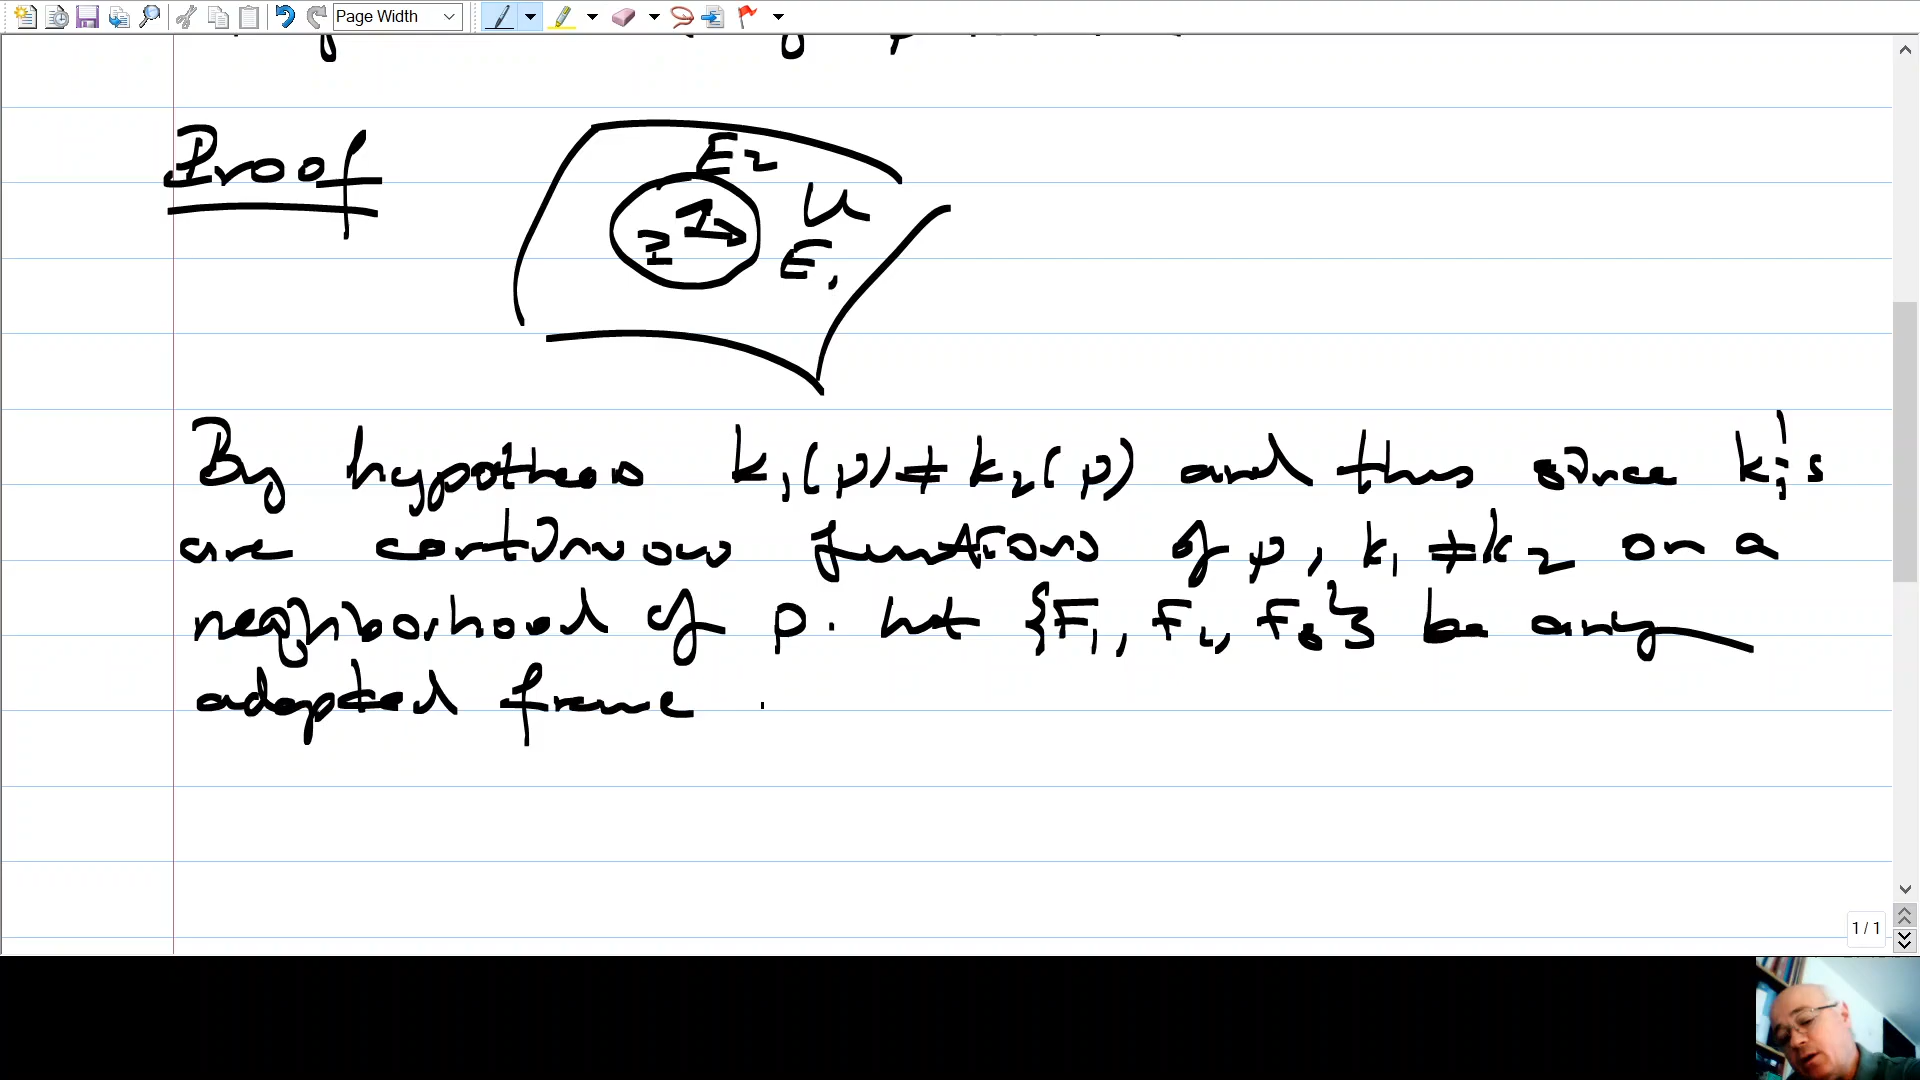 Page Width
Proof
E2
U
P
E1
By hypothesis k1(p) ≠ k2(p) and thus since ki's
are continuous functions of p, k1 ≠ k2 on a
neighborhood of p. Let {F1, F2, F3} be any
adapted frame .
1 / 1